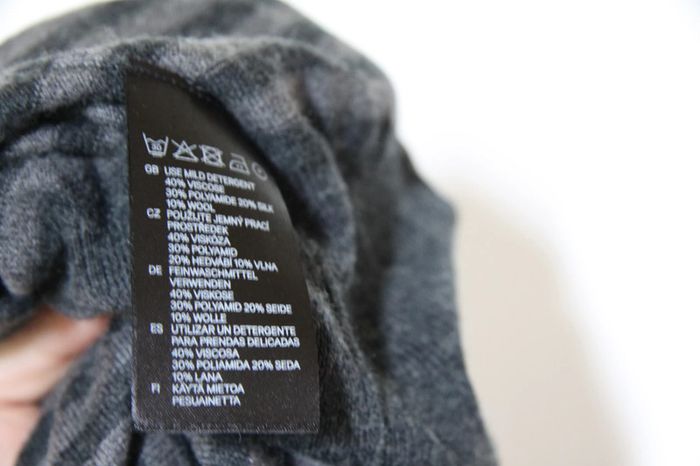 30
GB USE MILD DETERGENT
40% VISCOSE
30% POLYAMIDE 20% SILK
10% WOOL
CZ POUŽIJTE JEMNÝ PRACÍ
PROSTŘEDEK
40% VISKÓZA
30% POLYAMID
20% HEDVÁBÍ 10% VLNA
DE FEINWASCHMITTEL
VERWENDEN
40% VISKOSE
30% POLYAMID 20% SEIDE
10% WOLLE
ES UTILIZAR UN DETERGENTE
PARA PRENDAS DELICADAS
40% VISCOSA
30% POLIAMIDA 20% SEDA
10% LANA
FI KÄYTÄ MIETOA
PESUAINETTA